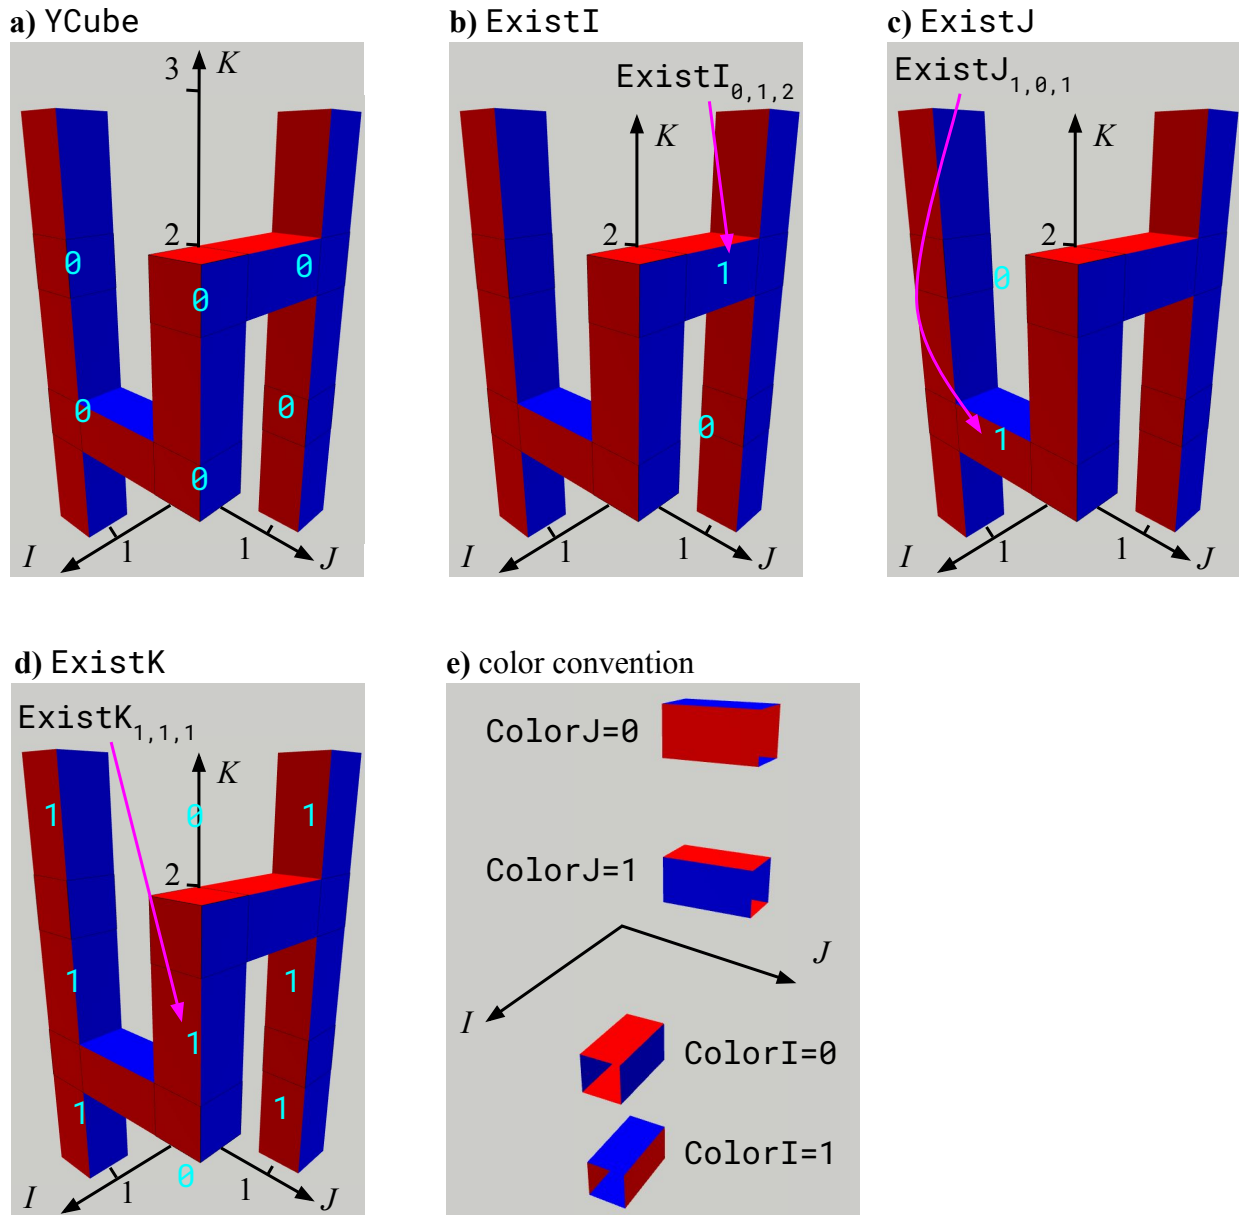 a) YCube
3 K
2
0 0
0
0 0
0
I 1 1 J
b) ExistI
ExistI0,1,2
K
2
1
0
I 1 1 J
c) ExistJ
ExistJ1,0,1
K
2
0
1
I 1 1 J
d) ExistK
ExistK1,1,1
K
1 0 1
2
1 1
1
1 1
0
I 1 1 J
e) color convention
ColorJ=0
ColorJ=1
J
I
ColorI=0
ColorI=1